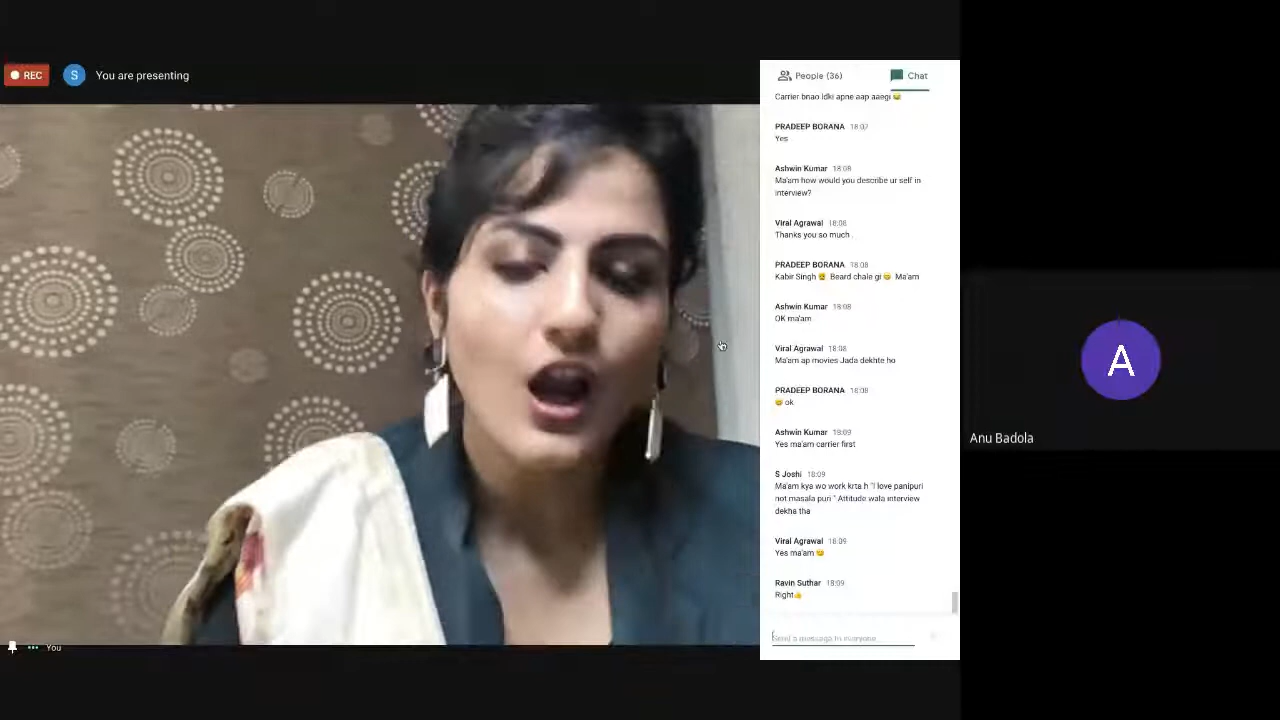 REC
S
You are presenting
People (36)
Chat
Carrier bnao ldki apne aap aaegi 😂
PRADEEP BORANA 18:07
Yes
Ashwin Kumar 18:08
Ma'am how would you describe ur self in
interview?
Viral Agrawal 18:08
Thanks you so much .
PRADEEP BORANA 18:08
Kabir Singh Beard chale gi Ma'am
Ashwin Kumar 18:08
OK ma'am
Viral Agrawal 18:08
Ma'am ap movies Jada dekhte ho
PRADEEP BORANA 18:08
ok
Ashwin Kumar 18:09
Yes ma'am carrier first
S Joshi 18:09
Ma'am kya wo work krta h "I love panipuri
not masala puri " Attitude wala interview
dekha tha
Viral Agrawal 18:09
Yes ma'am
Ravin Suthar 18:09
Right👍
Send a message to everyone
You
A
Anu Badola